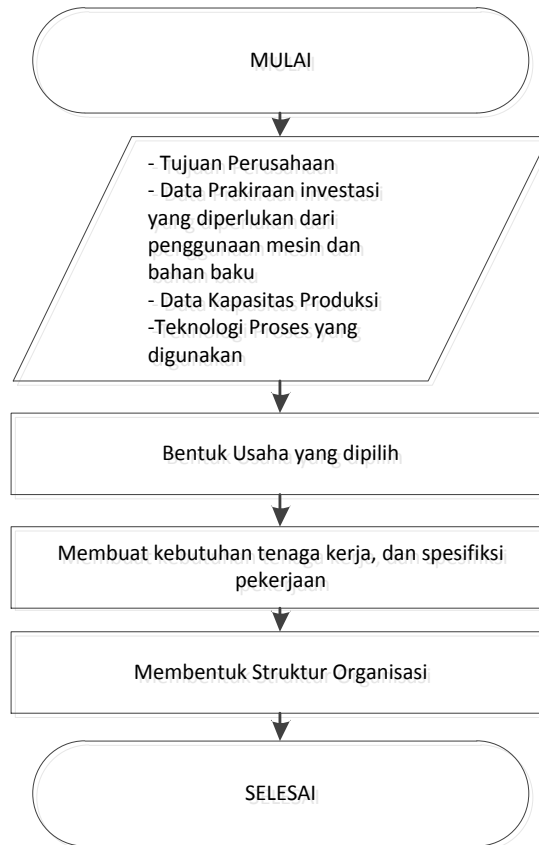 MULAI
- Tujuan Perusahaan
- Data Prakiraan investasi
yang diperlukan dari
penggunaan mesin dan
bahan baku
- Data Kapasitas Produksi
-Teknologi Proses yang
digunakan
Bentuk Usaha yang dipilih
Membuat kebutuhan tenaga kerja, dan spesifiksi
pekerjaan
Membentuk Struktur Organisasi
SELESAI